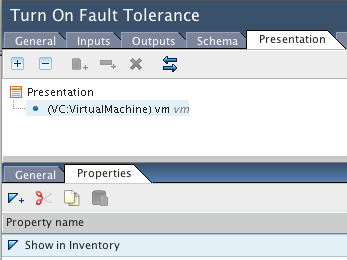 Turn On Fault Tolerance
General Inputs Outputs Schema Presentation
Presentation
(VC:VirtualMachine) vm vm
General Properties
Property name
Show in Inventory